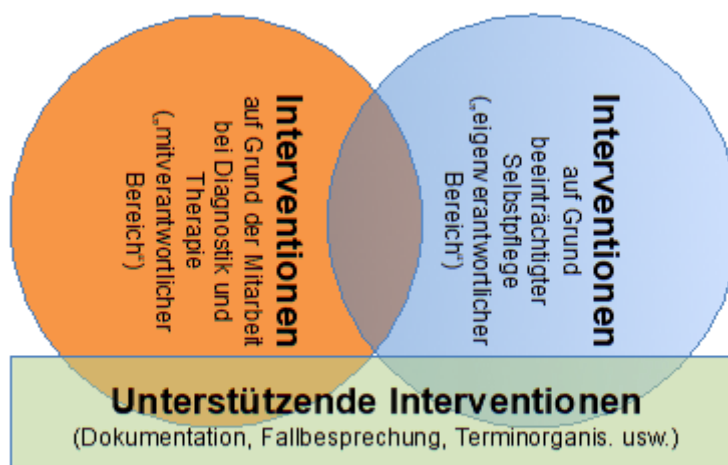 Interventionen
auf Grund der Mitarbeit
bei Diagnostik und
Therapie
(„mitverantwortlicher
Bereich“)
Interventionen
auf Grund
beeinträchtigter
Selbstpflege
(„eigenverantwortlicher
Bereich“)
Unterstützende Interventionen
(Dokumentation, Fallbesprechung, Terminorganis. usw.)